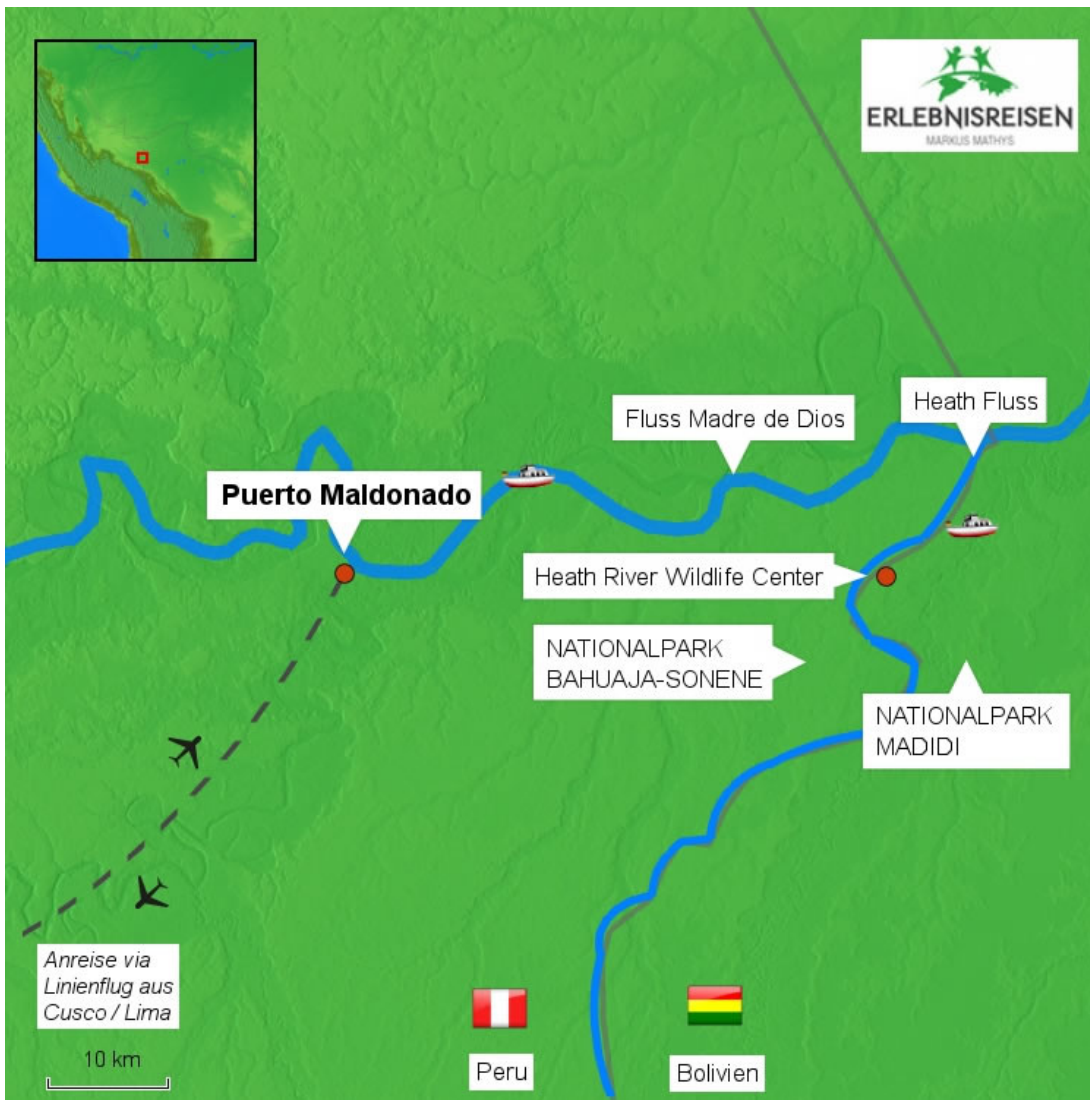 ERLEBNISREISEN
MARKUS MATHYS
Heath Fluss
Fluss Madre de Dios
Puerto Maldonado
Heath River Wildlife Center
NATIONALPARK
BAHUAJA-SONENE
NATIONALPARK
MADIDI
Anreise via
Linienflug aus
Cusco / Lima
10 km
Peru
Bolivien